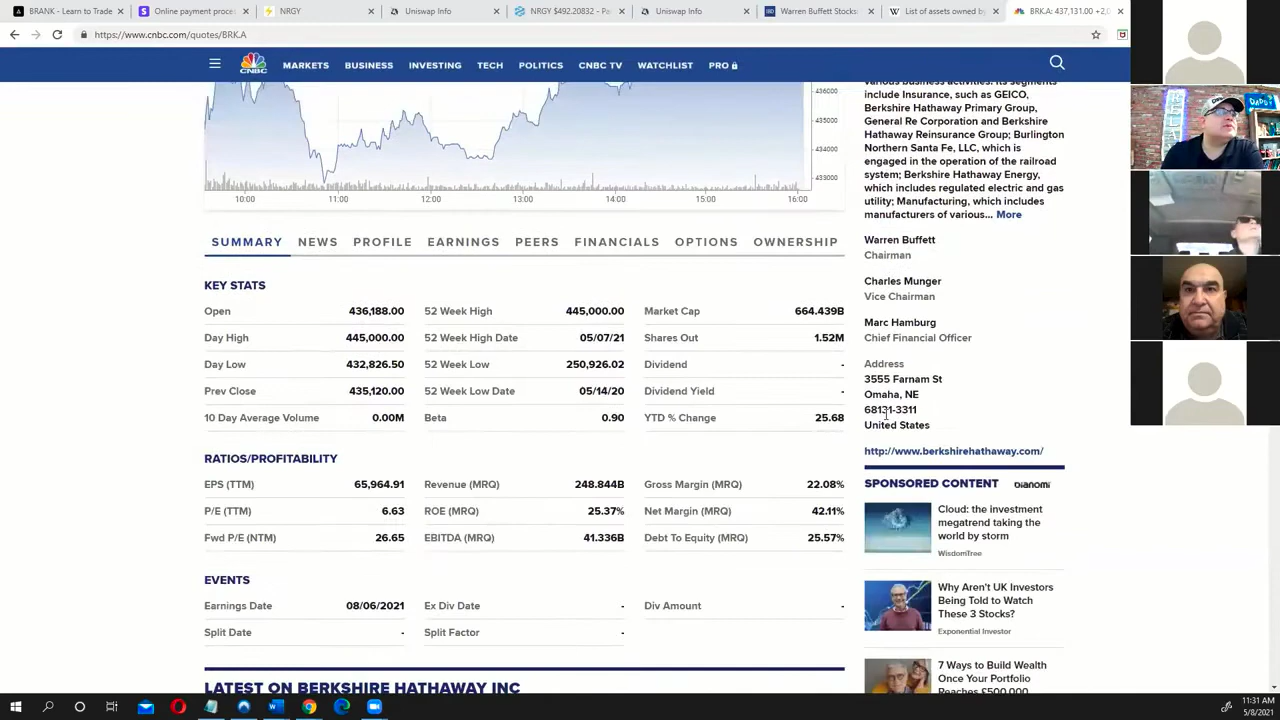 BRANK - Learn to Trade
Online payment proce
NRGY
Uniswap Info
NRGY $492.20832 - P
Uniswap Info
Warren Buffett Stocks
List of assets owned by
BRK.A: 437,131.00 +2,0
https://www.cnbc.com/quotes/BRK.A
CNBC
MARKETS BUSINESS INVESTING TECH POLITICS CNBC TV WATCHLIST PRO
436000
435000
434000
433000
10:00 11:00 12:00 13:00 14:00 15:00 16:00
SUMMARY NEWS PROFILE EARNINGS PEERS FINANCIALS OPTIONS OWNERSHIP
KEY STATS
Open 436,188.00 52 Week High 445,000.00 Market Cap 664.439B
Day High 445,000.00 52 Week High Date 05/07/21 Shares Out 1.52M
Day Low 432,826.50 52 Week Low 250,926.02 Dividend -
Prev Close 435,120.00 52 Week Low Date 05/14/20 Dividend Yield -
10 Day Average Volume 0.00M Beta 0.90 YTD % Change 25.68
RATIOS/PROFITABILITY
EPS (TTM) 65,964.91 Revenue (MRQ) 248.844B Gross Margin (MRQ) 22.08%
P/E (TTM) 6.63 ROE (MRQ) 25.37% Net Margin (MRQ) 42.11%
Fwd P/E (NTM) 26.65 EBITDA (MRQ) 41.336B Debt To Equity (MRQ) 25.57%
EVENTS
Earnings Date 08/06/2021 Ex Div Date - Div Amount -
Split Date - Split Factor -
LATEST ON BERKSHIRE HATHAWAY INC
various business activities. Its segments
include Insurance, such as GEICO,
Berkshire Hathaway Primary Group,
General Re Corporation and Berkshire
Hathaway Reinsurance Group; Burlington
Northern Santa Fe, LLC, which is
engaged in the operation of the railroad
system; Berkshire Hathaway Energy,
which includes regulated electric and gas
utility; Manufacturing, which includes
manufacturers of various... More
Warren Buffett
Chairman
Charles Munger
Vice Chairman
Marc Hamburg
Chief Financial Officer
Address
3555 Farnam St
Omaha, NE
68131-3311
United States
http://www.berkshirehathaway.com/
SPONSORED CONTENT dianomi
Cloud: the investment
megatrend taking the
world by storm
WisdomTree
Why Aren't UK Investors
Being Told to Watch
These 3 Stocks?
Exponential Investor
7 Ways to Build Wealth
Once Your Portfolio
Reaches £500,000
11:31 AM
5/8/2021